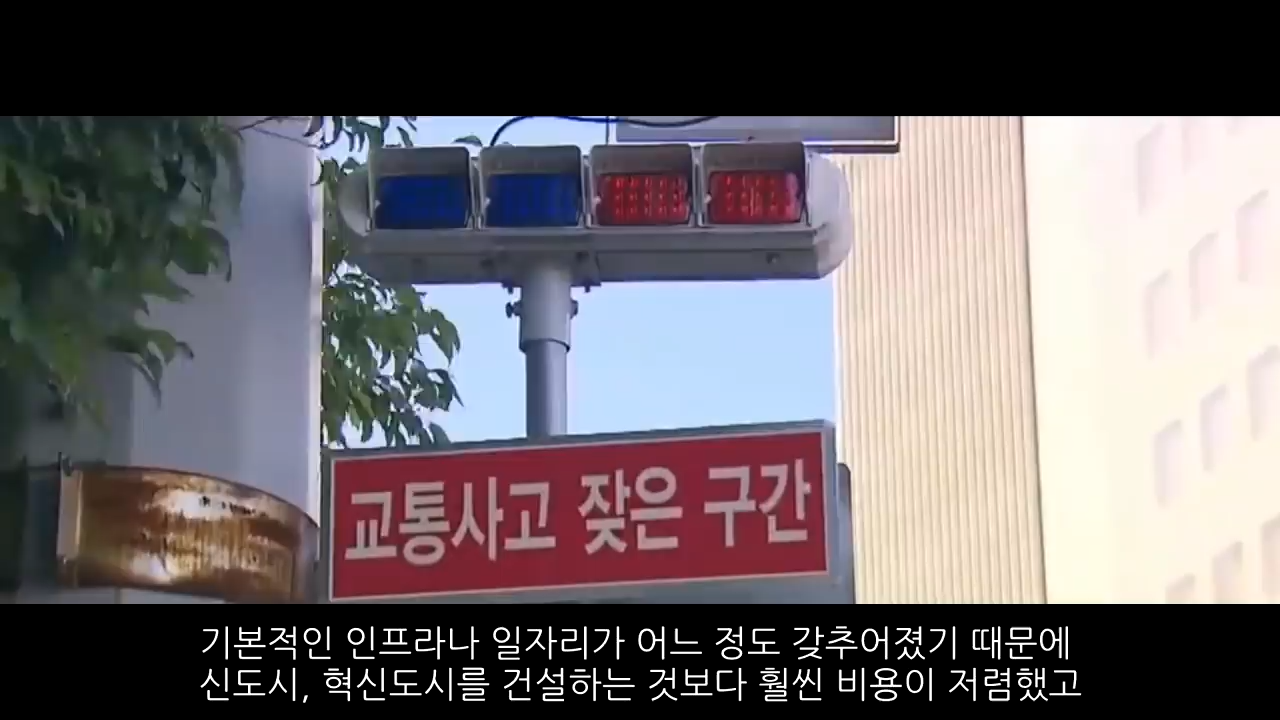 교통사고 잦은 구간
기본적인 인프라나 일자리가 어느 정도 갖추어졌기 때문에
신도시, 혁신도시를 건설하는 것보다 훨씬 비용이 저렴했고